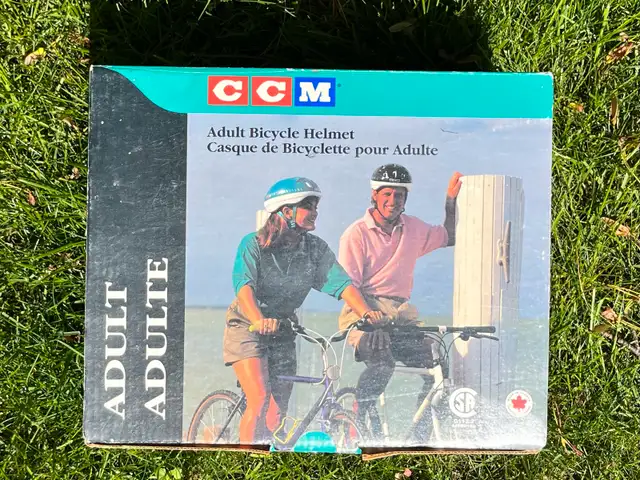 CCM
Adult Bicycle Helmet
Casque de Bicyclette pour Adulte
ADULT
ADULTE